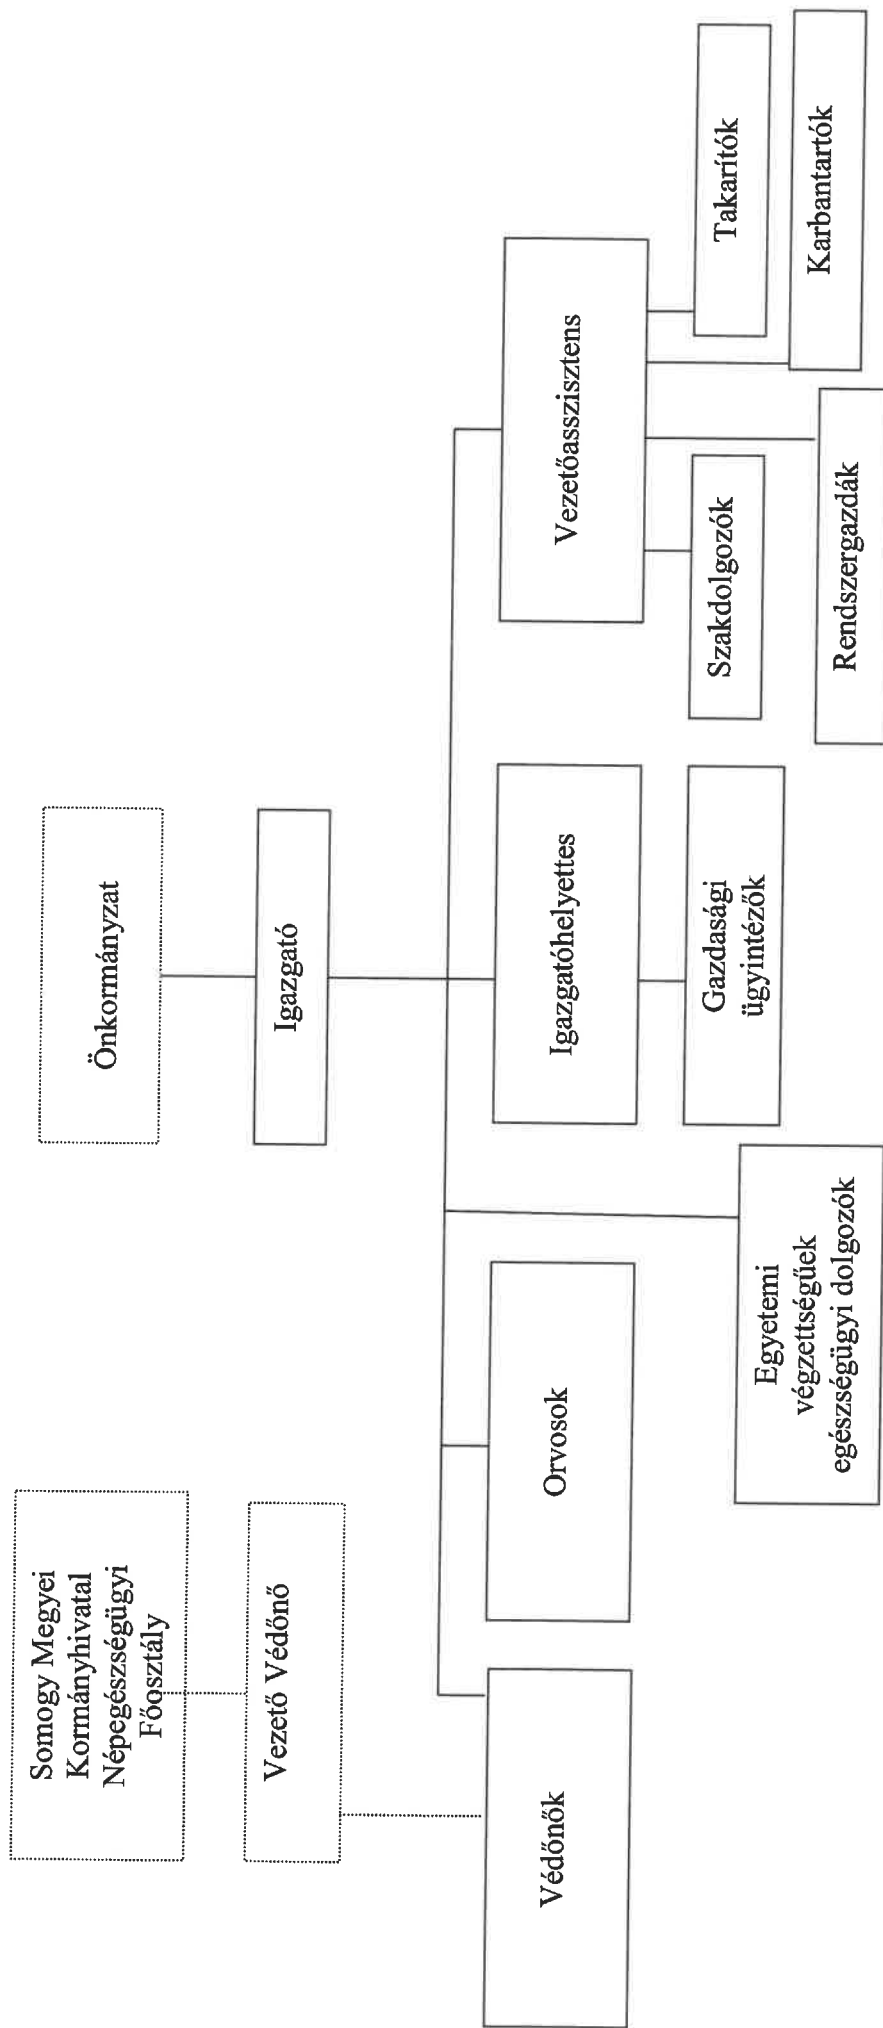 Somogy Megyei
Kormányhivatal
Népegészségügyi
Főosztály
Önkormányzat
Vezető Védőnő
Igazgató
Védőnők
Orvosok
Igazgatóhelyettes
Vezetőasszisztens
Egyetemi
végzettségűek
egészségügyi dolgozók
Gazdasági
ügyintézők
Szakdolgozók
Takarítók
Rendszergazdák
Karbantartók